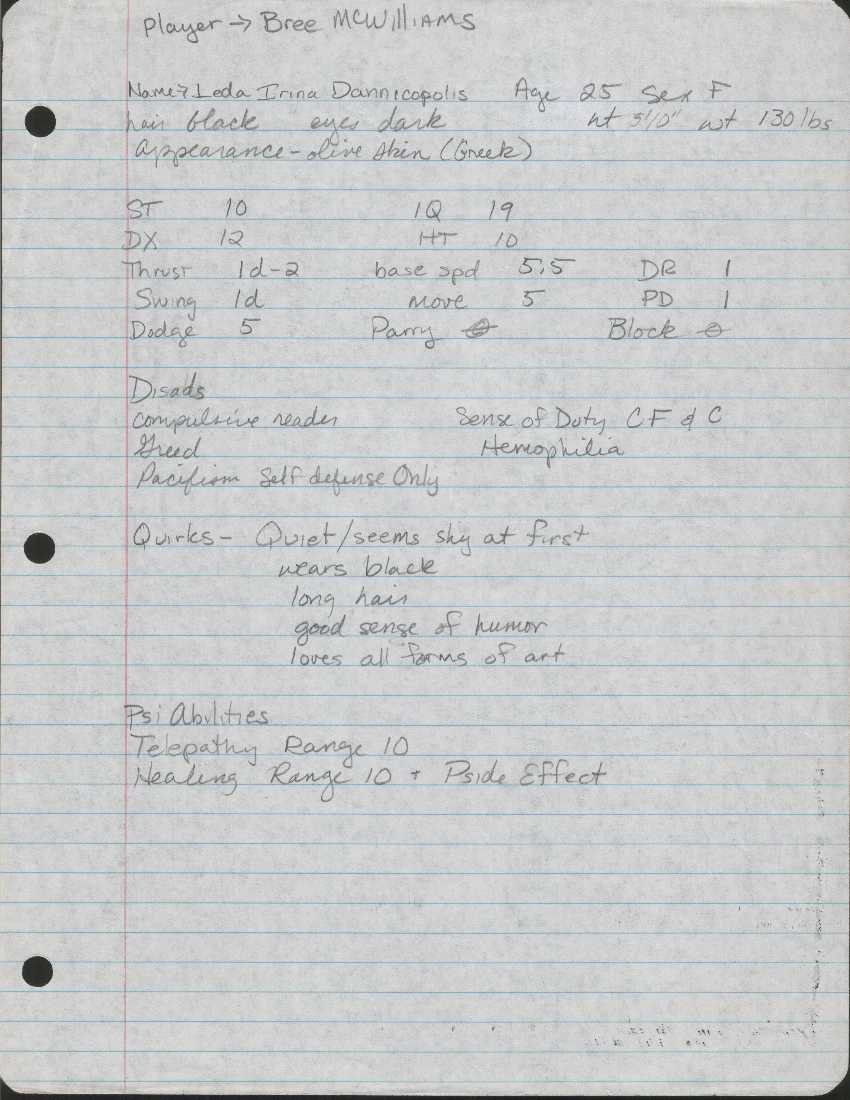 Player → Bree McWilliams
Name → Leda Irina Dannicopolis Age 25 Sex F
hair black eyes dark ht 5'10" wt 130 lbs
Appearance - olive skin (Greek)
ST 10 IQ 19
DX 12 HT 10
Thrust 1d-2 base spd 5.5 DR 1
Swing 1d move 5 PD 1
Dodge 5 Parry 0 Block 0
Disads
compulsive reader Sense of Duty CF & C
Greed Hemophilia
Pacifism Self defense Only
Quirks - Quiet/seems shy at first
wears black
long hair
good sense of humor
loves all forms of art
Psi Abilities
Telepathy Range 10
Healing Range 10 + Pside Effect